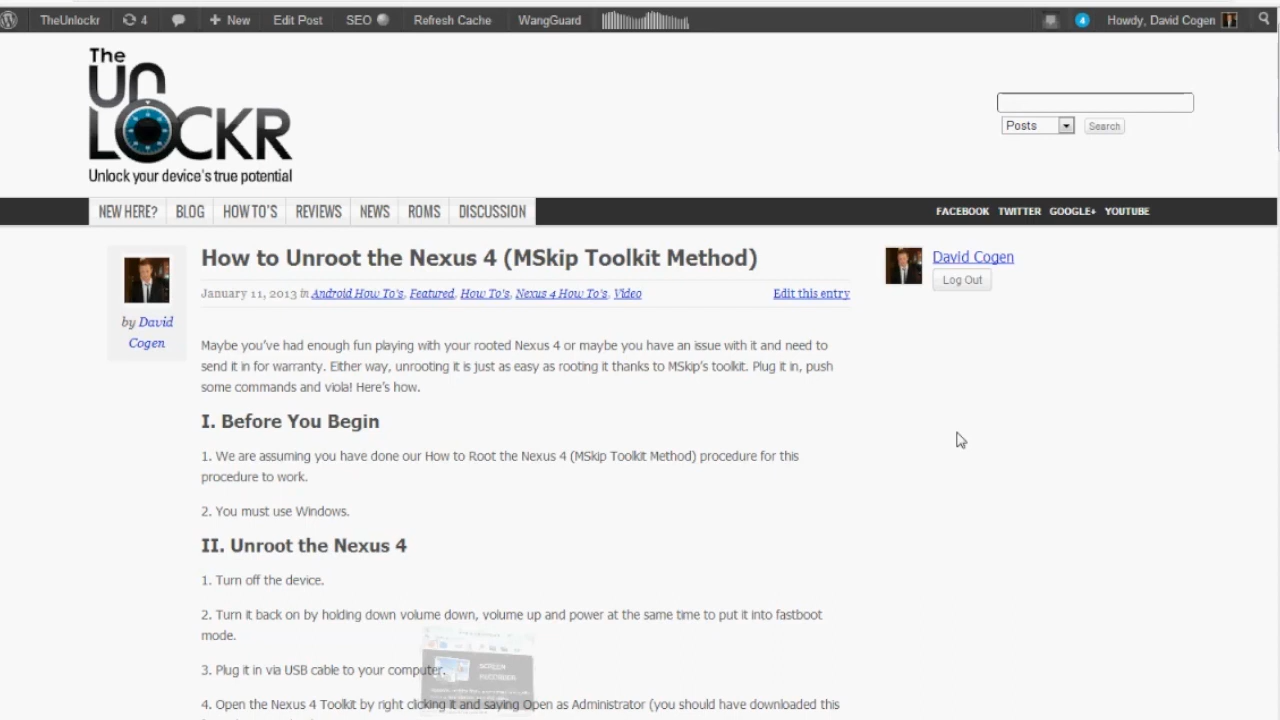 TheUnlockr 4 New Edit Post SEO Refresh Cache WangGuard 4 Howdy, David Cogen
The
UN
LOCKR
Unlock your device's true potential
Posts Search
NEW HERE? BLOG HOW TO'S REVIEWS NEWS ROMS DISCUSSION FACEBOOK TWITTER GOOGLE+ YOUTUBE
How to Unroot the Nexus 4 (MSkip Toolkit Method)
David Cogen
Log Out
January 11, 2013 in Android How To's, Featured, How To's, Nexus 4 How To's, Video Edit this entry
by David
Cogen
Maybe you've had enough fun playing with your rooted Nexus 4 or maybe you have an issue with it and need to
send it in for warranty. Either way, unrooting it is just as easy as rooting it thanks to MSkip's toolkit. Plug it in, push
some commands and viola! Here's how.
I. Before You Begin
1. We are assuming you have done our How to Root the Nexus 4 (MSkip Toolkit Method) procedure for this
procedure to work.
2. You must use Windows.
II. Unroot the Nexus 4
1. Turn off the device.
2. Turn it back on by holding down volume down, volume up and power at the same time to put it into fastboot
mode.
3. Plug it in via USB cable to your computer.
SCREEN
RECORDER
4. Open the Nexus 4 Toolkit by right clicking it and saying Open as Administrator (you should have downloaded this